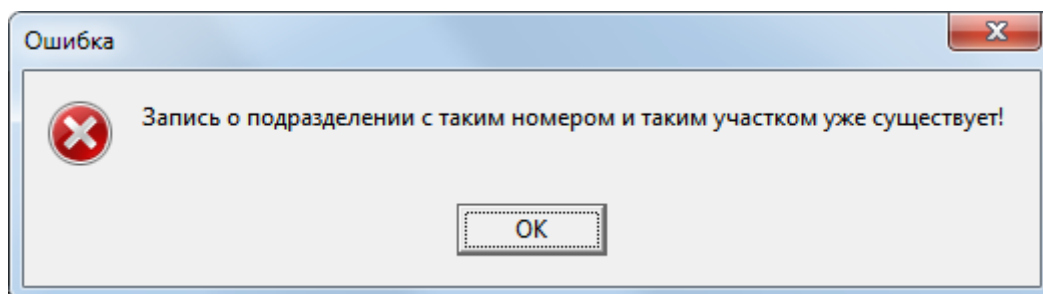 Ошибка
Запись о подразделении с таким номером и таким участком уже существует!
OK